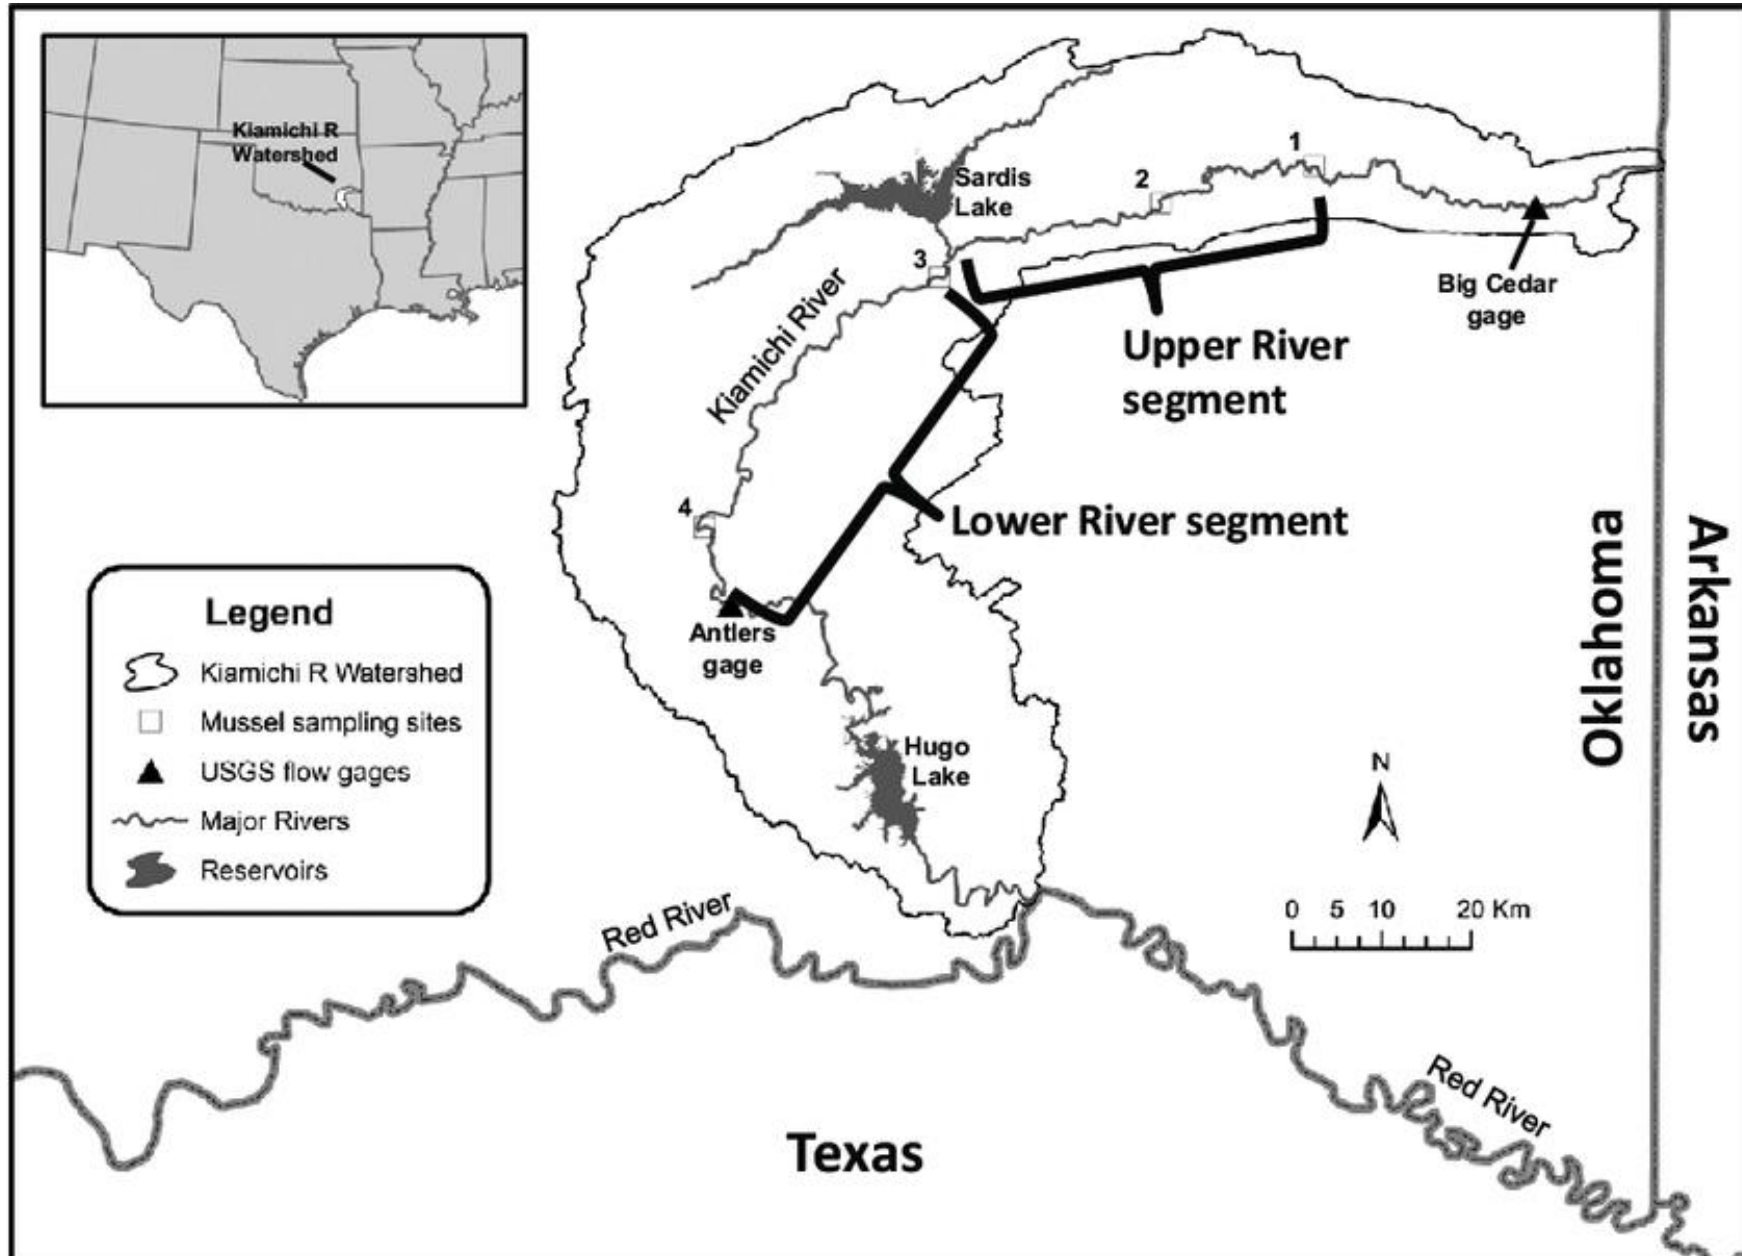 Kiamichi R
Watershed
1
2
Sardis
Lake
3
Big Cedar
gage
Kiamichi River
Upper River
segment
4
Lower River segment
Oklahoma
Arkansas
Legend
Kiamichi R Watershed
Mussel sampling sites
USGS flow gages
Major Rivers
Reservoirs
Antlers
gage
Hugo
Lake
N
0 5 10 20 Km
Red River
Red River
Texas